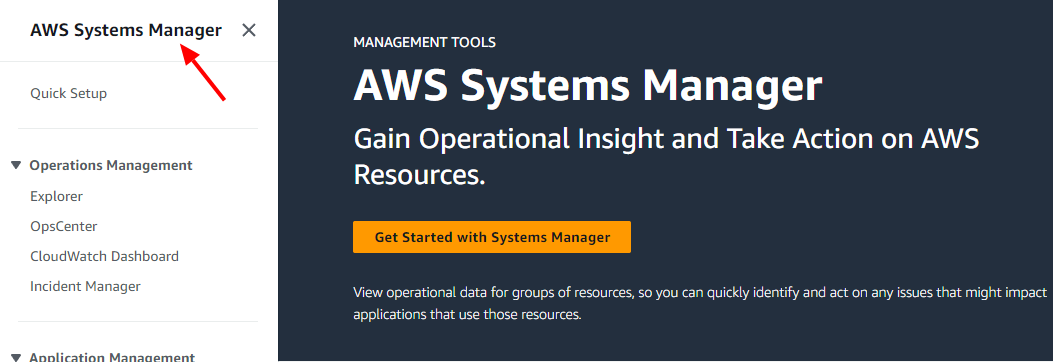 AWS Systems Manager
Quick Setup
Operations Management
Explorer
OpsCenter
CloudWatch Dashboard
Incident Manager
Application Management
MANAGEMENT TOOLS
AWS Systems Manager
Gain Operational Insight and Take Action on AWS
Resources.
Get Started with Systems Manager
View operational data for groups of resources, so you can quickly identify and act on any issues that might impact
applications that use those resources.